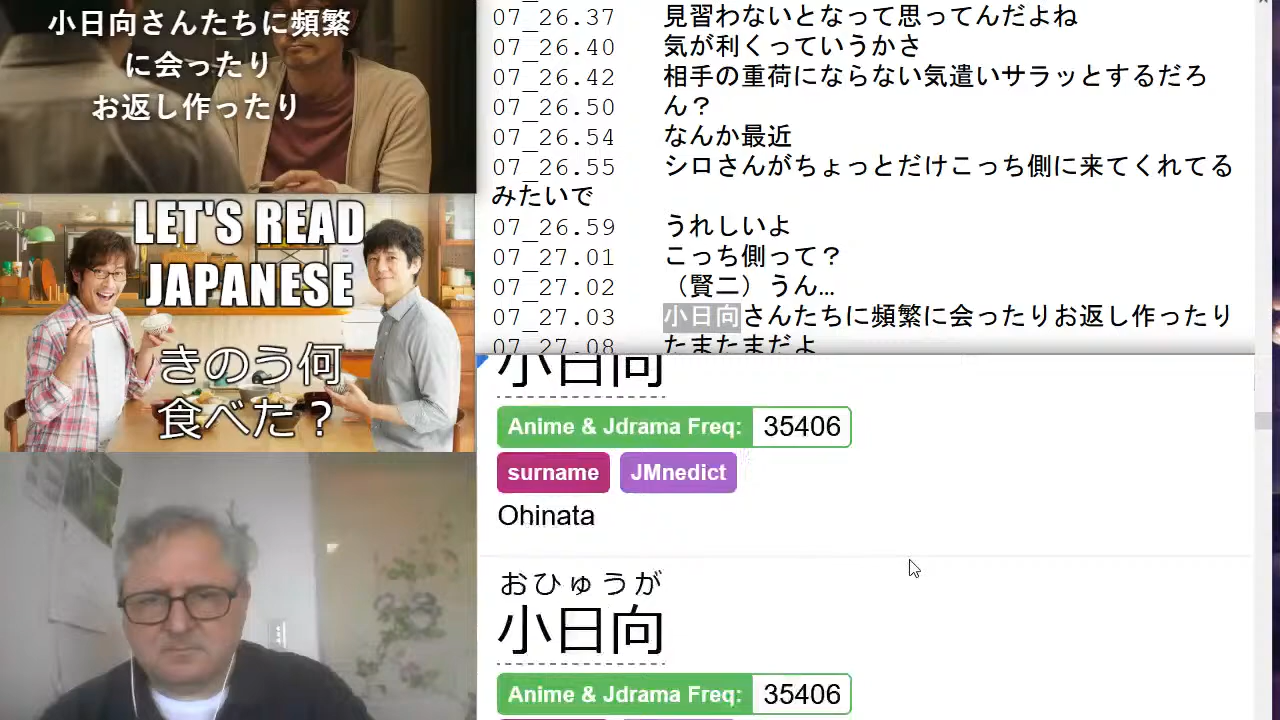 小日向さんたちに頻繁
に会ったり
お返し作ったり
LET'S READ
JAPANESE
きのう何
食べた？
07_26.37 見習わないとなって思ってんだよね
07_26.40 気が利くっていうかさ
07_26.42 相手の重荷にならない気遣いサラッとするだろ
07_26.50 ん？
07_26.54 なんか最近
07_26.55 シロさんがちょっとだけこっち側に来てくれてる
みたいで
07_26.59 うれしいよ
07_27.01 こっち側って？
07_27.02 （賢二）うん…
07_27.03 小日向さんたちに頻繁に会ったりお返し作ったり
07_27.08 たまたまだよ
小日向
Anime & Jdrama Freq: 35406
surname JMnedict
Ohinata
おひゅうが
小日向
Anime & Jdrama Freq: 35406